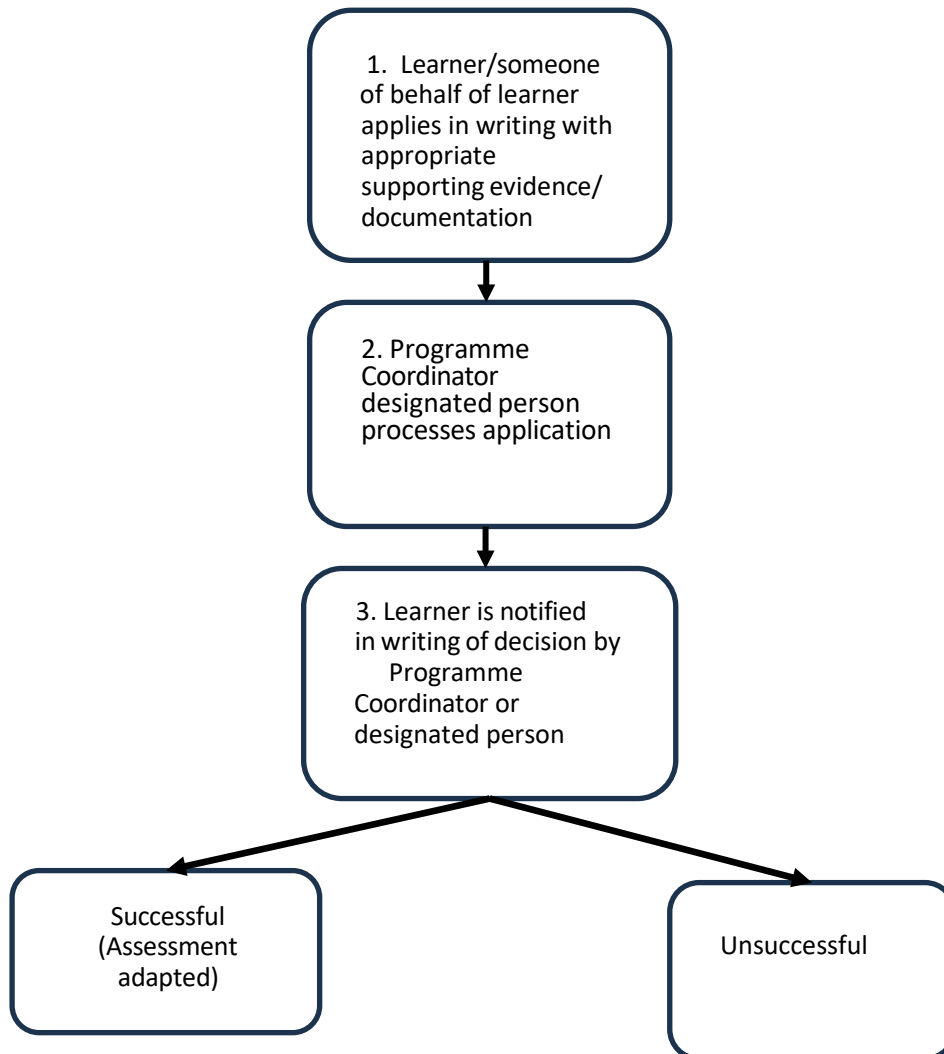 1. Learner/someone
of behalf of learner
applies in writing with
appropriate
supporting evidence/
documentation
2. Programme
Coordinator
designated person
processes application
3. Learner is notified
in writing of decision by
Programme
Coordinator or
designated person
Successful
(Assessment
adapted)
Unsuccessful